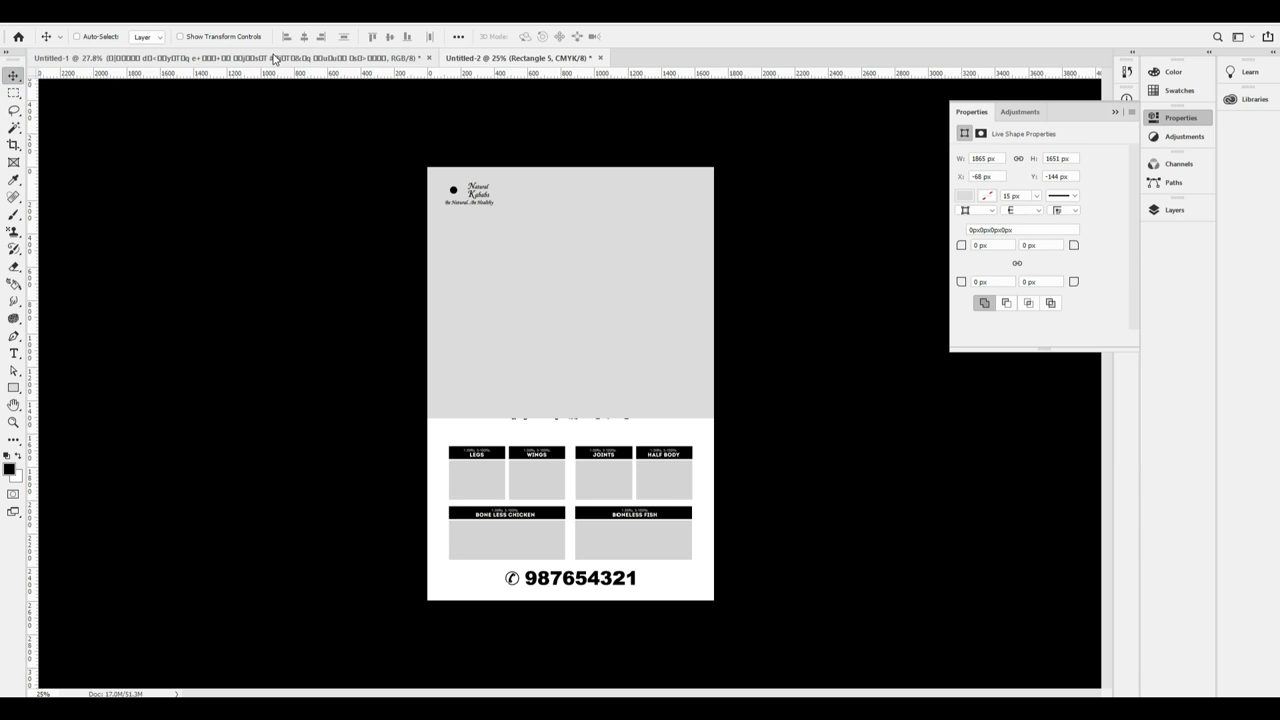 Auto-Select: Layer Show Transform Controls 3D Mode:
Untitled-2 @ 25% (Rectangle 5, CMYK/8) *
Properties Adjustments
Live Shape Properties
W: 1865 px H: 1651 px
X: -68 px Y: -144 px
15 px
0px0px0px0px
0 px 0 px
0 px 0 px
Color
Swatches
Properties
Adjustments
Channels
Paths
Layers
Learn
Libraries
Natural
Kababs
Be Natural, Be Healthy
LEGS WINGS JOINTS HALF BODY
BONE LESS CHICKEN BONELESS FISH
✆ 987654321
25% Doc: 17.0M/51.3M